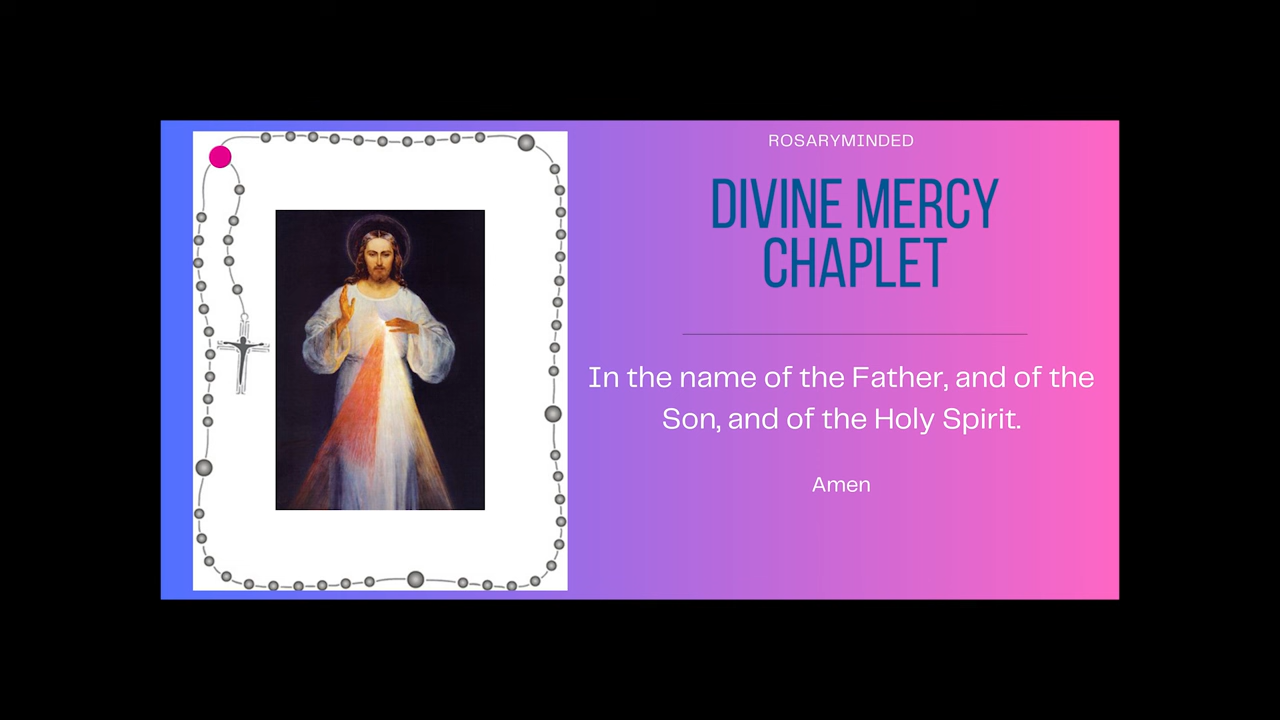 ROSARYMINDED
DIVINE MERCY
CHAPLET
In the name of the Father, and of the
Son, and of the Holy Spirit.
Amen